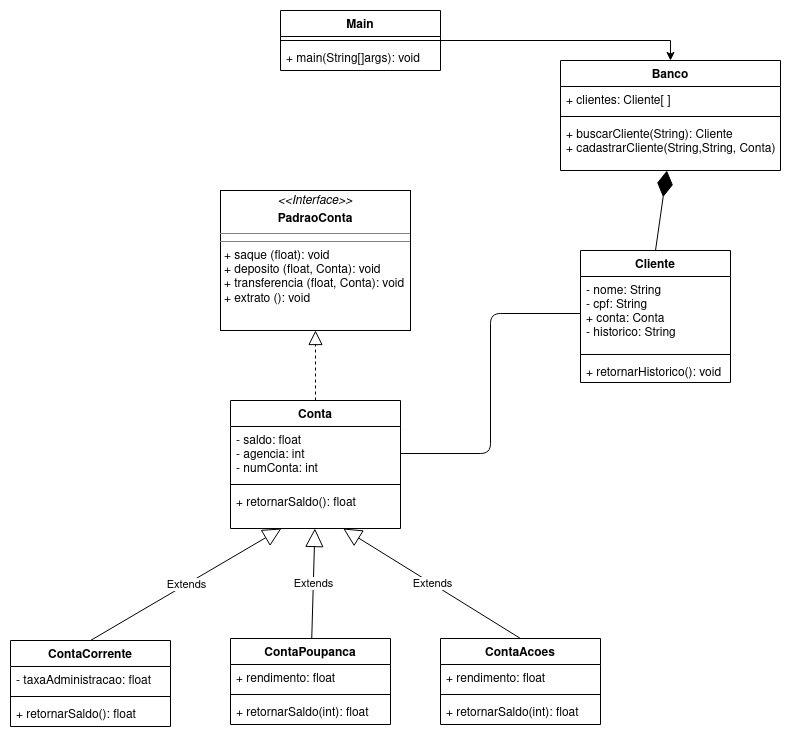 Main
+ main(String[]args): void
Banco
+ clientes: Cliente[ ]
+ buscarCliente(String): Cliente
+ cadastrarCliente(String,String, Conta)
<<Interface>>
PadraoConta
+ saque (float): void
+ deposito (float, Conta): void
+ transferencia (float, Conta): void
+ extrato (): void
Cliente
- nome: String
- cpf: String
+ conta: Conta
- historico: String
+ retornarHistorico(): void
Conta
- saldo: float
- agencia: int
- numConta: int
+ retornarSaldo(): float
Extends
Extends
Extends
ContaCorrente
- taxaAdministracao: float
+ retornarSaldo(): float
ContaPoupanca
+ rendimento: float
+ retornarSaldo(int): float
ContaAcoes
+ rendimento: float
+ retornarSaldo(int): float